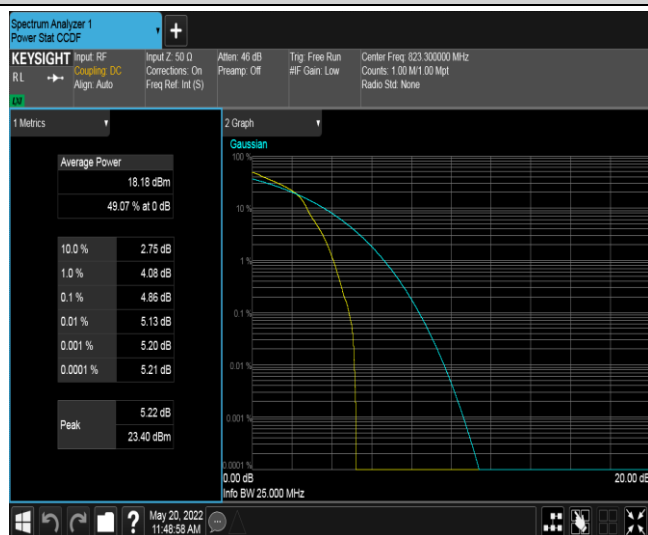 Spectrum Analyzer 1
Power Stat CCDF
+
KEYSIGHT
RL
Input: RF
Coupling: DC
Align: Auto
Input Z: 50 Ω
Corrections: On
Freq Ref: Int (S)
Atten: 46 dB
Preamp: Off
Trig: Free Run
#IF Gain: Low
Center Freq: 823.300000 MHz
Counts: 1.00 M/1.00 Mpt
Radio Std: None
1 Metrics
Average Power
18.18 dBm
49.07 % at 0 dB
10.0 % 2.75 dB
1.0 % 4.08 dB
0.1 % 4.86 dB
0.01 % 5.13 dB
0.001 % 5.20 dB
0.0001 % 5.21 dB
Peak
5.22 dB
23.40 dBm
2 Graph
Gaussian
100 %
10 %
1 %
0.1 %
0.01 %
0.001 %
0.0001 %
0.00 dB
20.00 dB
Info BW 25.000 MHz
?
May 20, 2022
11:48:58 AM